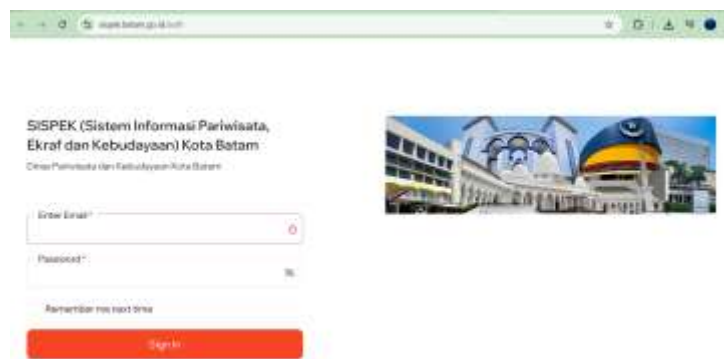 SISPEK (Sistem Informasi Pariwisata,
Ekraf dan Kebudayaan) Kota Batam
Dinas Pariwisata dan Kebudayaan Kota Batam
Enter Email *
Password *
Remember me next time
Sign In